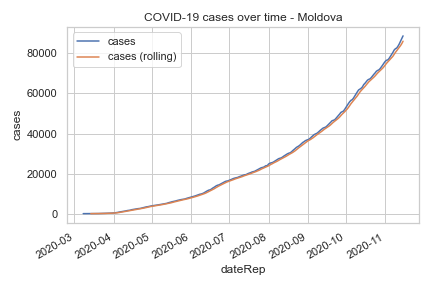 COVID-19 cases over time - Moldova
cases
cases (rolling)
80000
60000
40000
20000
0
cases
2020-03
2020-04
2020-05
2020-06
2020-07
2020-08
2020-09
2020-10
2020-11
dateRep